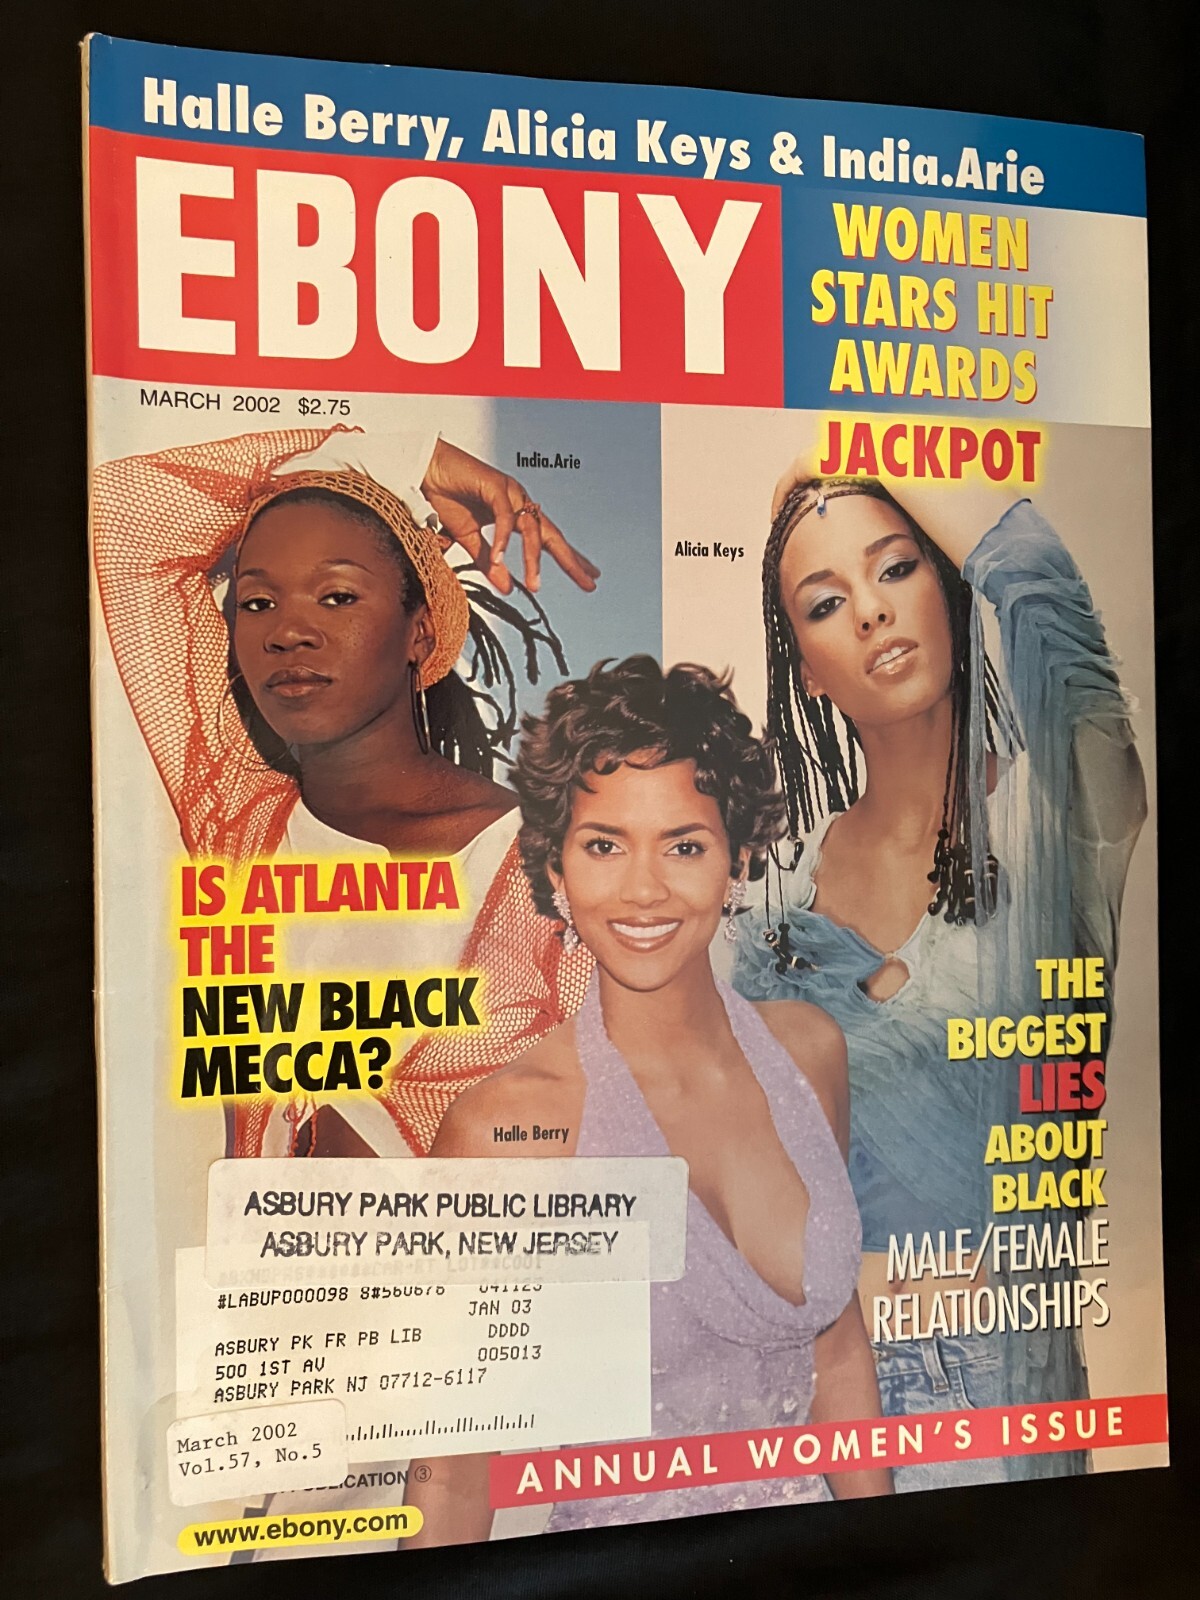 Halle Berry, Alicia Keys & India.Arie
EBONY
WOMEN
STARS HIT
AWARDS
JACKPOT
MARCH 2002 $2.75
India.Arie
Alicia Keys
IS ATLANTA
THE
NEW BLACK
MECCA?
THE
BIGGEST
LIES
ABOUT
BLACK
MALE/FEMALE
RELATIONSHIPS
Halle Berry
ASBURY PARK PUBLIC LIBRARY
ASBURY PARK, NEW JERSEY
#LABUP000098 8#560678 041123
JAN 03
ASBURY PK FR PB LIB DDDD
500 1ST AV 005013
ASBURY PARK NJ 07712-6117
March 2002
Vol.57, No.5
ANNUAL WOMEN'S ISSUE
www.ebony.com